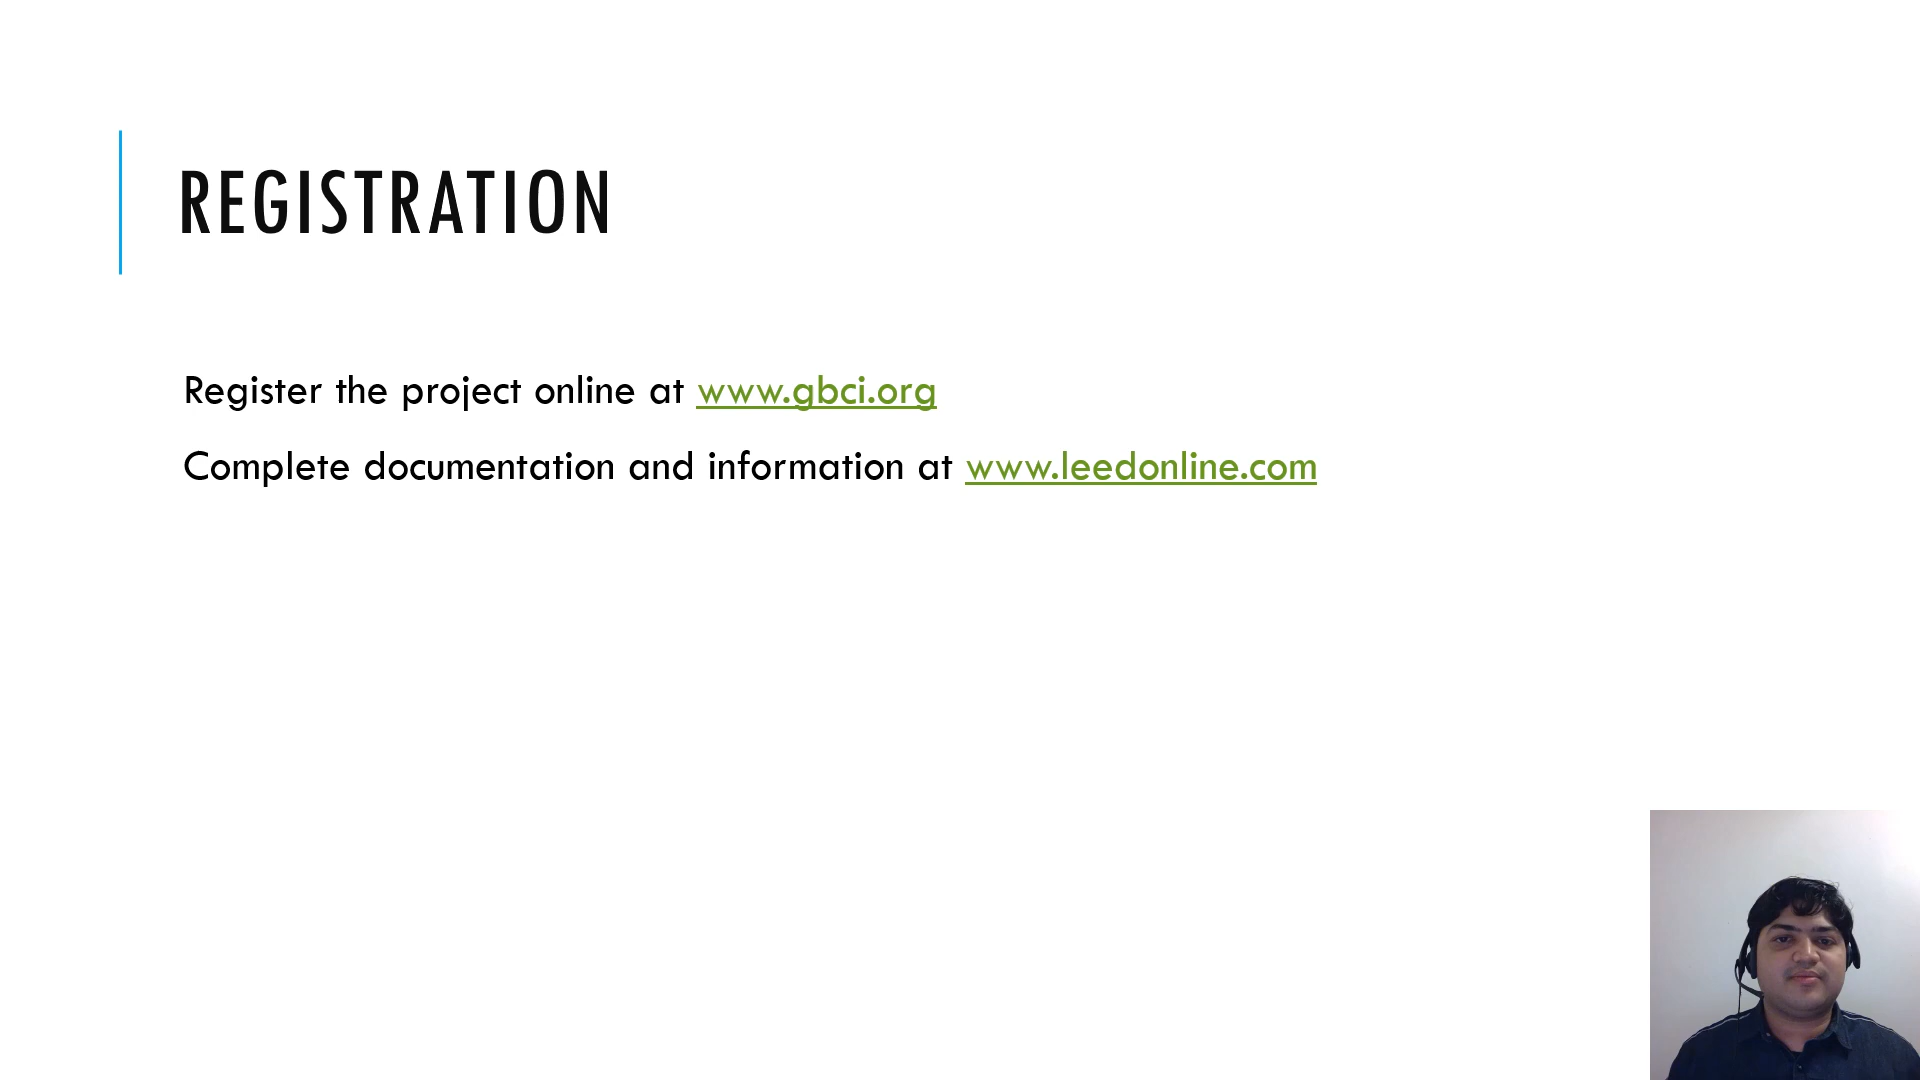 REGISTRATION
Register the project online at www.gbci.org
Complete documentation and information at www.leedonline.com